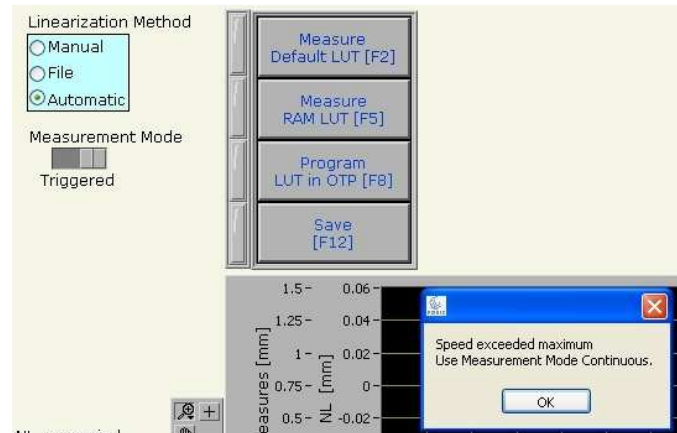 Linearization Method
Manual
File
Automatic
Measurement Mode
Triggered
Measure
Default LUT [F2]
Measure
RAM LUT [F5]
Program
LUT in OTP [F8]
Save
[F12]
1.5-
1.25-
1-
0.75-
0.5-
[mm]
0.06-
0.04-
0.02-
0-
-0.02-
NL [mm]
Speed exceeded maximum
Use Measurement Mode Continuous.
OK